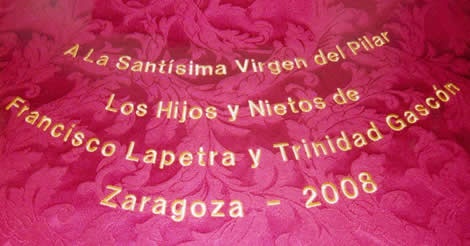 A La Santísima Virgen del Pilar
Los Hijos y Nietos de
Francisco Lapetra y Trinidad Gascón
Zaragoza - 2008